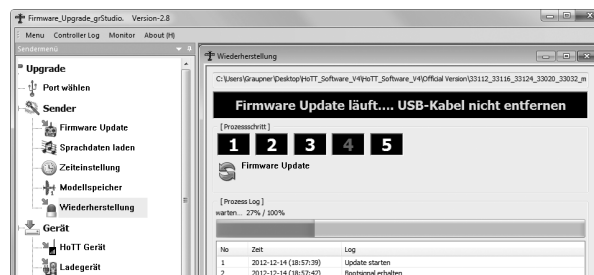 Firmware_Upgrade_grStudio. Version-2.8
Menu Controller Log Monitor About (H)
Sendermenü
Upgrade
Port wählen
Sender
Firmware Update
Sprachdaten laden
Zeiteinstellung
Modellspeicher
Wiederherstellung
Gerät
HoTT Gerät
Ladegerät
Wiederherstellung
C:\Users\Graupner\Desktop\HoTT_Software_V4\HoTT_Software_V4\Official Version\33112_33116_33124_33020_33032_m
Firmware Update läuft.... USB-Kabel nicht entfernen
[Prozessschritt]
1 2 3 4 5
Firmware Update
[Prozess Log]
warten... 27% / 100%
No Zeit Log
1 2012-12-14 (18:57:39) Update starten
2 2012-12-14 (18:57:42) Bootsignal erhalten